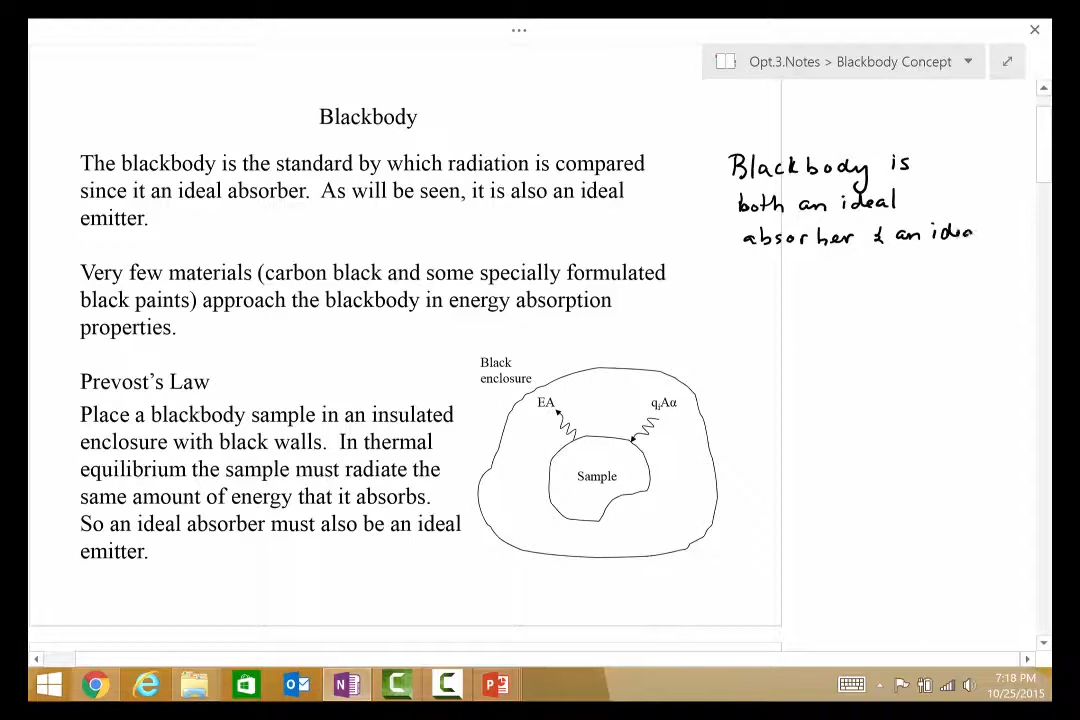 Opt.3.Notes > Blackbody Concept
Blackbody
The blackbody is the standard by which radiation is compared
since it an ideal absorber. As will be seen, it is also an ideal
emitter.
Very few materials (carbon black and some specially formulated
black paints) approach the blackbody in energy absorption
properties.
Prevost's Law
Place a blackbody sample in an insulated
enclosure with black walls. In thermal
equilibrium the sample must radiate the
same amount of energy that it absorbs.
So an ideal absorber must also be an ideal
emitter.
Black
enclosure
EA
qᵢAα
Sample
Blackbody is
both an ideal
absorber & an idea
7:18 PM
10/25/2015